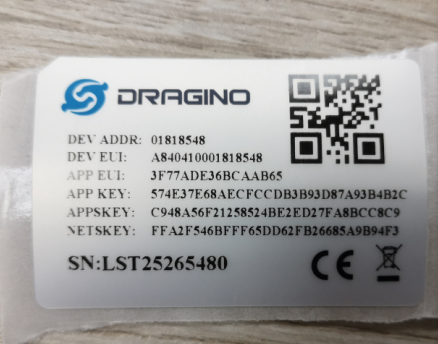 DRAGINO
DEV ADDR: 01818548
DEV EUI: A840410001818548
APP EUI: 3F77ADE36BCAAB65
APP KEY: 574E37E68AECFCCDB3B93D87A93B4B2C
APPSKEY: C948A56F21258524BE2ED27FA8BCC8C9
NETSKEY: FFA2F546BFFF65DD62FB26685A9B94F3
SN:LST25265480
CE